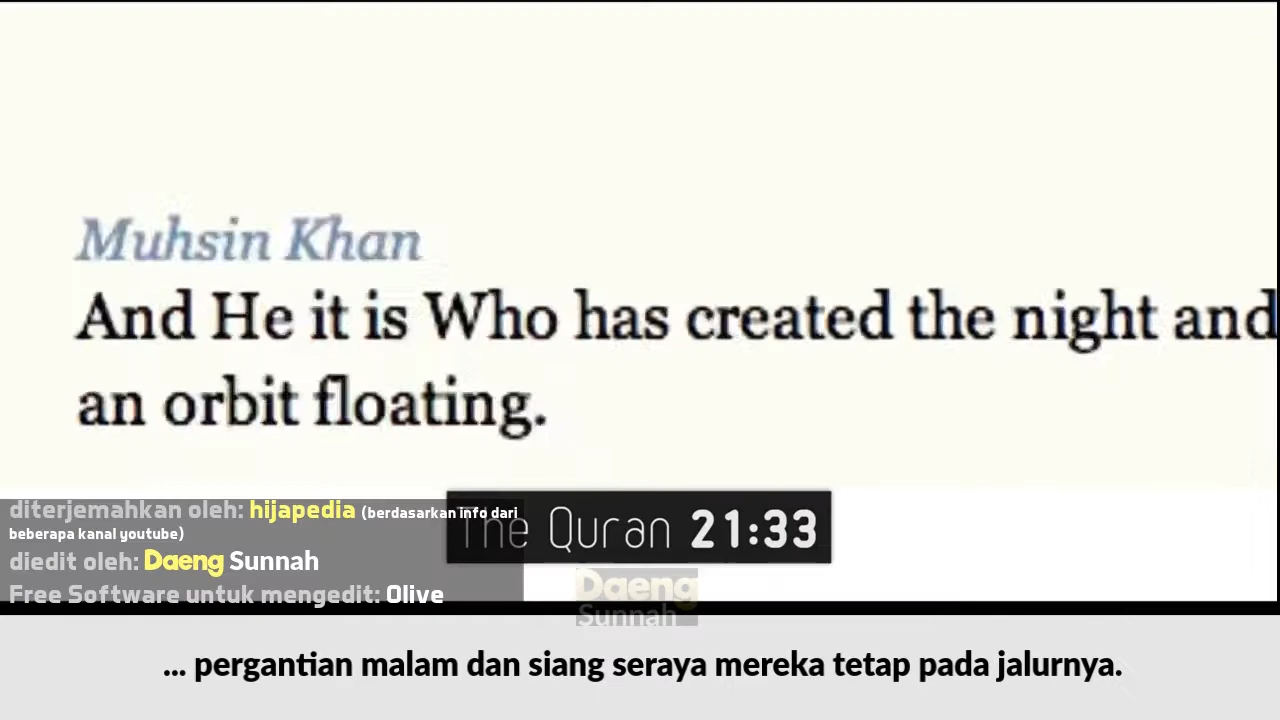 Muhsin Khan
And He it is Who has created the night and
an orbit floating.
The Quran 21:33
diterjemahkan oleh: hijapedia (berdasarkan info dari
beberapa kanal youtube)
diedit oleh: Daeng Sunnah
Free Software untuk mengedit: Olive
Daeng
Sunnah
... pergantian malam dan siang seraya mereka tetap pada jalurnya.